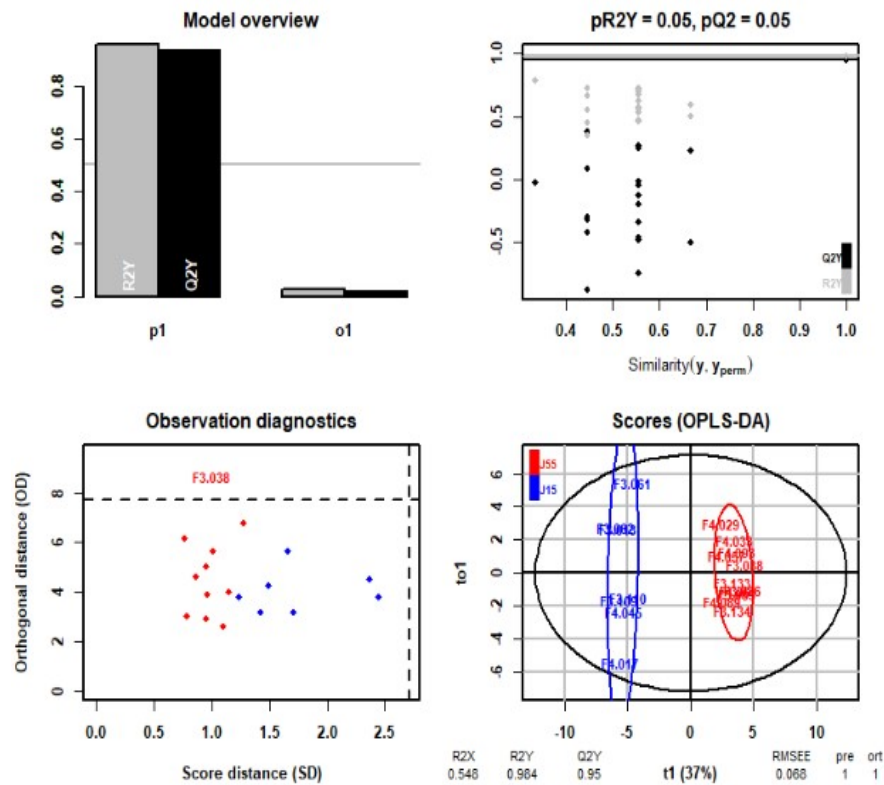 Model overview
0.8
0.6
0.4
0.2
0.0
R2Y
Q2Y
p1
o1
pR2Y = 0.05, pQ2 = 0.05
1.0
0.5
0.0
-0.5
Q2Y
R2Y
0.4 0.5 0.6 0.7 0.8 0.9 1.0
Similarity(y, yperm)
Observation diagnostics
Orthogonal distance (OD)
8
6
4
2
0
F3.038
0.0 0.5 1.0 1.5 2.0 2.5
Score distance (SD)
Scores (OPLS-DA)
to1
6
4
2
0
-2
-4
-6
J55
J15
F3.061
F4.045
F4.017
F4.029
F3.133
F3.134
-10 -5 0 5 10
R2X R2Y Q2Y RMSEE pre ort
0.548 0.984 0.95 t1 (37%) 0.068 1 1